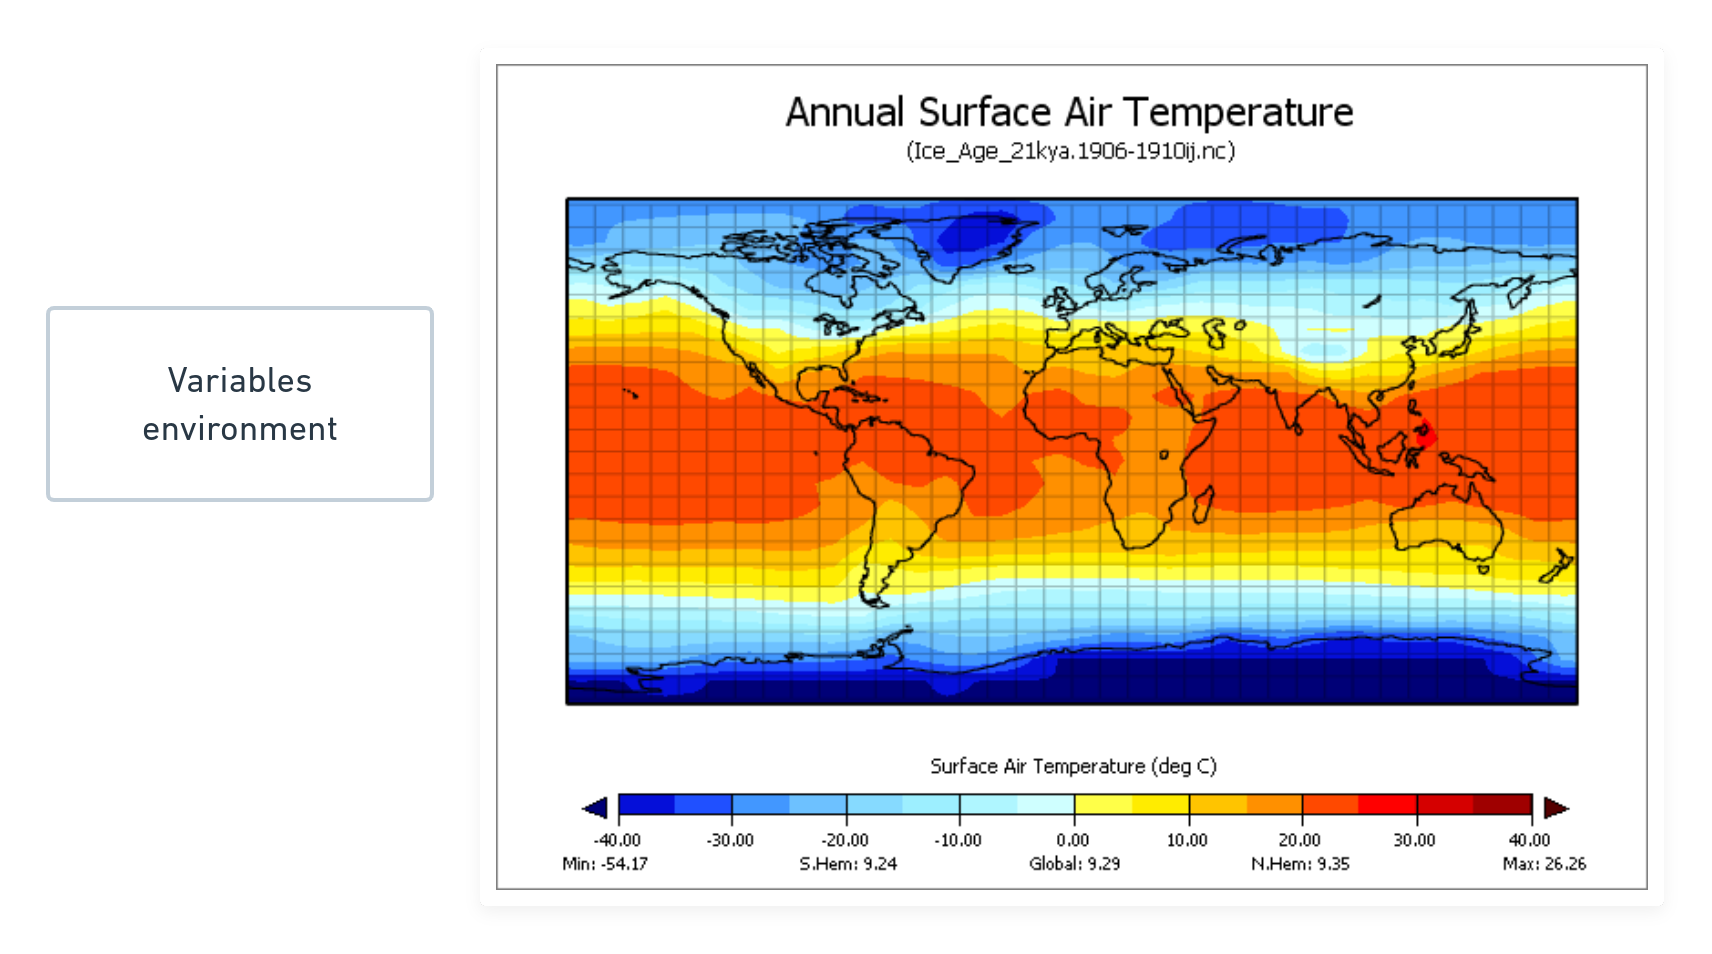 Variables
environment
Annual Surface Air Temperature
(Ice_Age_21kya.1906-1910ij.nc)
Surface Air Temperature (deg C)
-40.00 -30.00 -20.00 -10.00 0.00 10.00 20.00 30.00 40.00
Min: -54.17 S.Hem: 9.24 Global: 9.29 N.Hem: 9.35 Max: 26.26